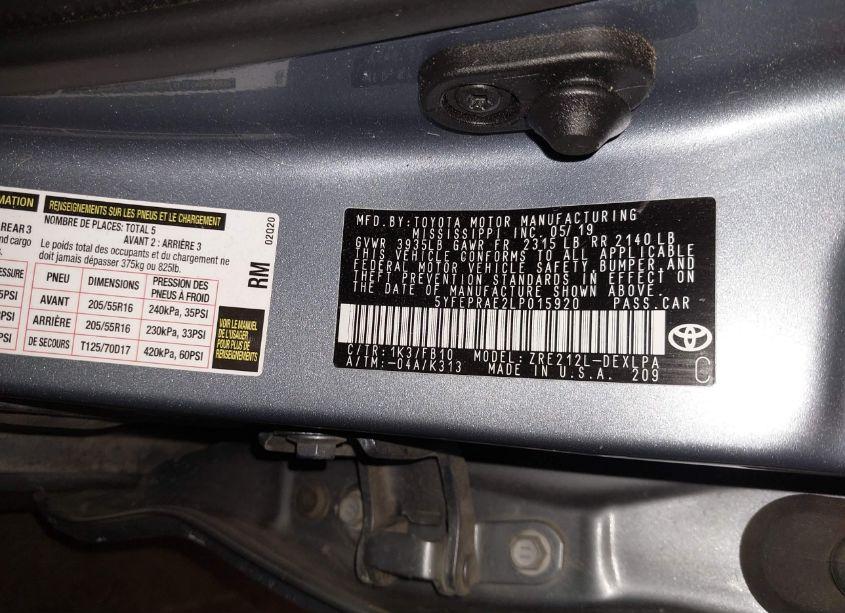 MATION
REAR 3
nd cargo
ESSURE
5PSI
3PSI
PSI
RENSEIGNEMENTS SUR LES PNEUS ET LE CHARGEMENT
NOMBRE DE PLACES: TOTAL 5
AVANT 2 : ARRIÈRE 3
Le poids total des occupants et du chargement ne
doit jamais dépasser 375kg ou 825lb.
PNEU DIMENSIONS PRESSION DES PNEUS À FROID
AVANT 205/55R16 240kPa, 35PSI
ARRIÈRE 205/55R16 230kPa, 33PSI
DE SECOURS T125/70D17 420kPa, 60PSI
02020
RM
VOIR LE MANUEL
DE L'USAGER
POUR PLUS DE
RENSEIGNEMENTS
MFD.BY:TOYOTA MOTOR MANUFACTURING
MISSISSIPPI INC. 05/19
GVWR 3935LB GAWR FR 2315 LB RR 2140 LB
THIS VEHICLE CONFORMS TO ALL APPLICABLE
FEDERAL MOTOR VEHICLE SAFETY,BUMPER,AND
THEFT PREVENTION STANDARDS IN EFFECT ON
THE DATE OF MANUFACTURE SHOWN ABOVE.
5YFEPRAE2LP015920 PASS.CAR
C/TR:1K3/FB10 MODEL:ZRE212L-DEXLPA
A/TM:-04A/K313 MADE IN U.S.A. 209
C